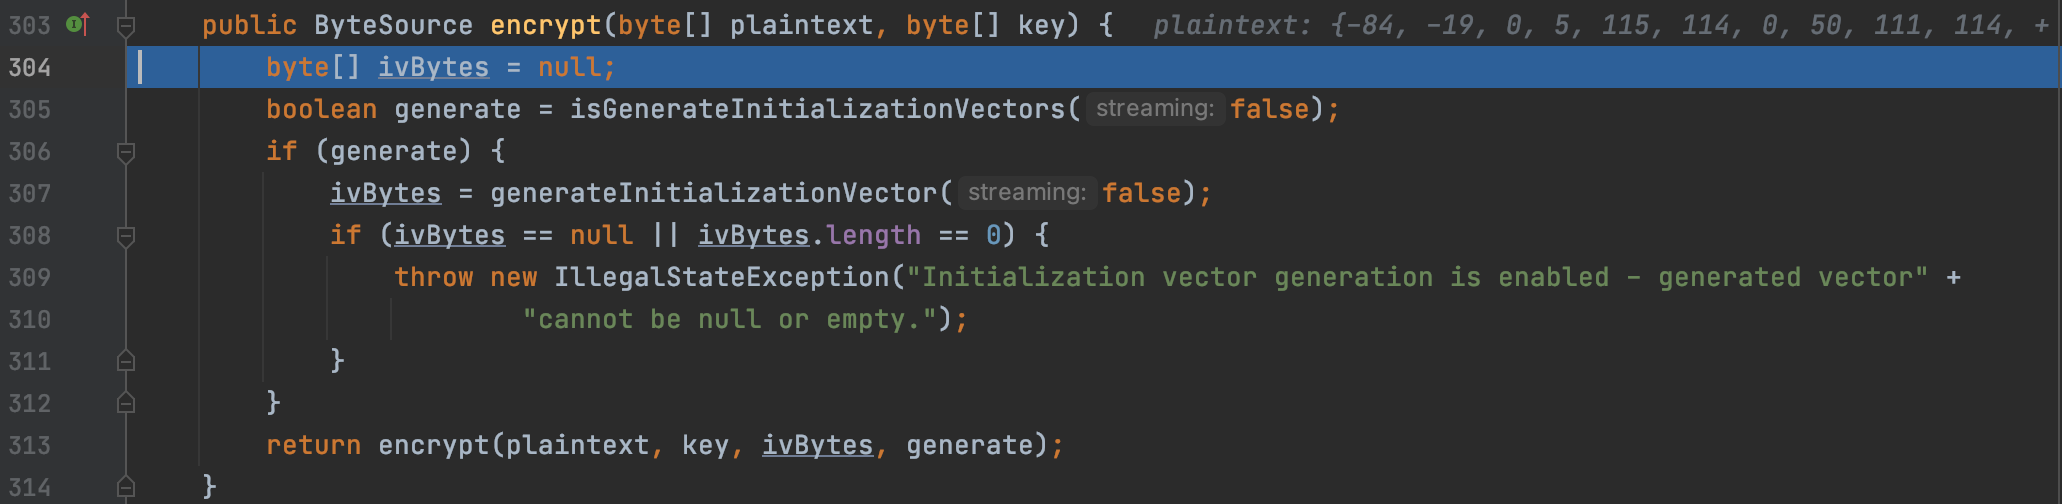 303 public ByteSource encrypt(byte[] plaintext, byte[] key) { plaintext: {-84, -19, 0, 5, 115, 114, 0, 50, 111, 114, +
304 byte[] ivBytes = null;
305 boolean generate = isGenerateInitializationVectors( streaming: false);
306 if (generate) {
307 ivBytes = generateInitializationVector( streaming: false);
308 if (ivBytes == null || ivBytes.length == 0) {
309 throw new IllegalStateException("Initialization vector generation is enabled - generated vector" +
310 "cannot be null or empty.");
311 }
312 }
313 return encrypt(plaintext, key, ivBytes, generate);
314 }